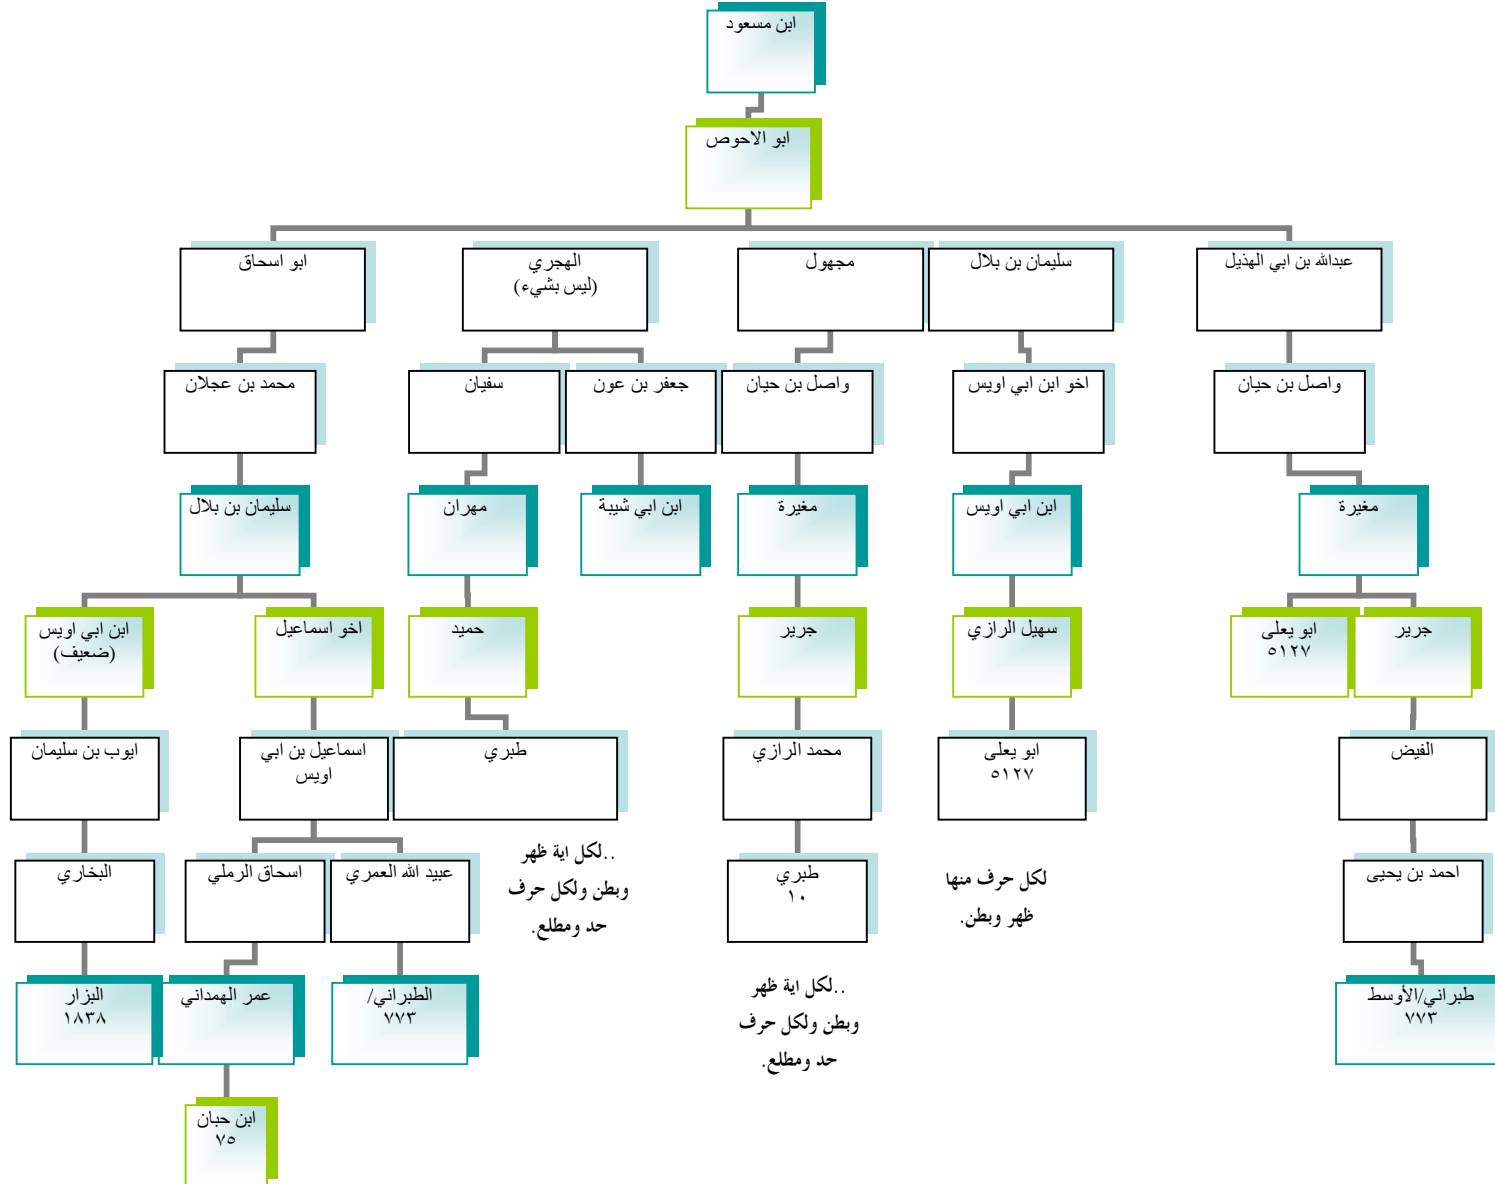 ابن مسعود
ابو الاحوص
عبدالله بن ابي الهذيل
سليمان بن بلال
مجهول
الهجري
(ليس بشيء)
ابو اسحاق
واصل بن حيان
اخو ابن ابي اويس
واصل بن حيان
جعفر بن عون
سفيان
محمد بن عجلان
مغيرة
ابن ابي اويس
مغيرة
ابن ابي شيبة
مهران
سليمان بن بلال
جرير
ابو يعلى
٥١٢٧
سهيل الرازي
جرير
حميد
اخو اسماعيل
ابن ابي اويس
(ضعيف)
الفيض
ابو يعلى
٥١٢٧
محمد الرازي
طبري
اسماعيل بن ابي
اويس
ايوب بن سليمان
احمد بن يحيى
لكل حرف منها
ظهر وبطن.
طبري
١٠
..لكل اية ظهر
وبطن ولكل حرف
حد ومطلع.
عبيد الله العمري
اسحاق الرملي
البخاري
طبراني/الأوسط
٧٧٣
..لكل اية ظهر
وبطن ولكل حرف
حد ومطلع.
الطبراني/
٧٧٣
عمر الهمداني
البزار
١٨٣٨
ابن حبان
٧٥